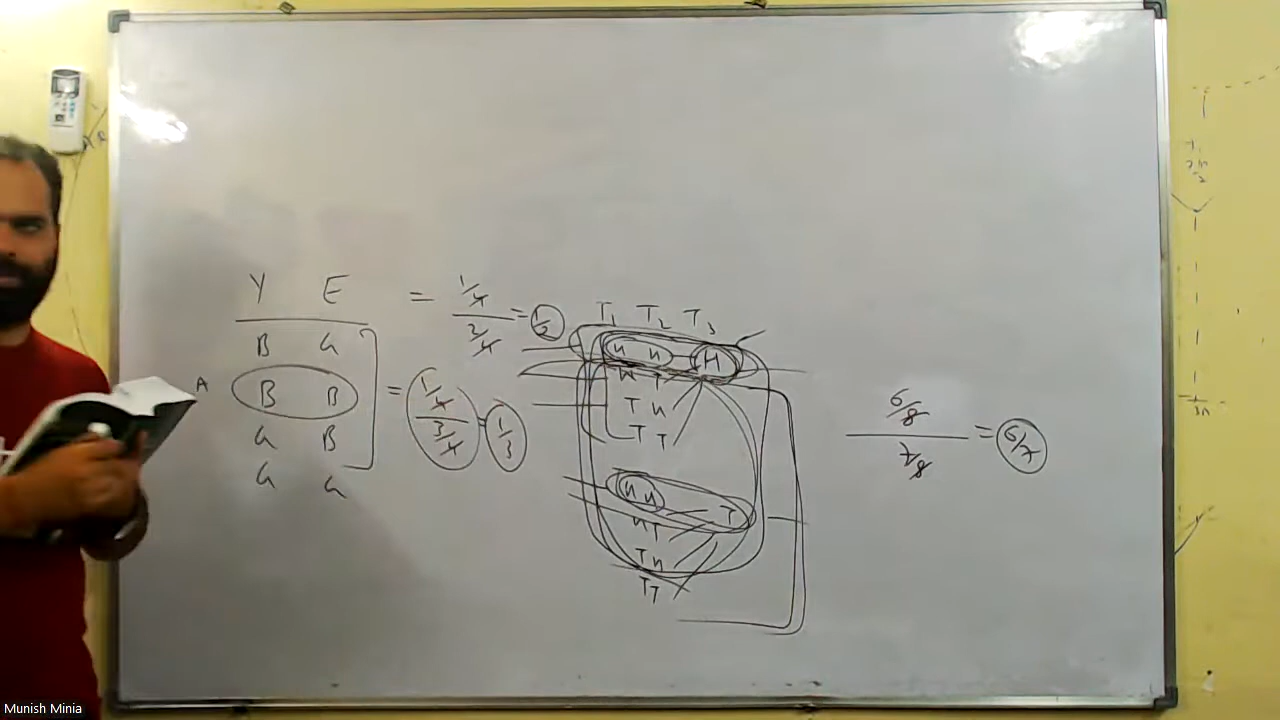 Y E = 1/4 / 2/4 = 1/2
B G
A B B = 1/4 / 3/4 = 1/3
G B
G G
T1 T2 T3
H H H
H T
T H
T T
H H
H T T
T H
T T
6/8 / 7/8 = 6/7
Munish Minia